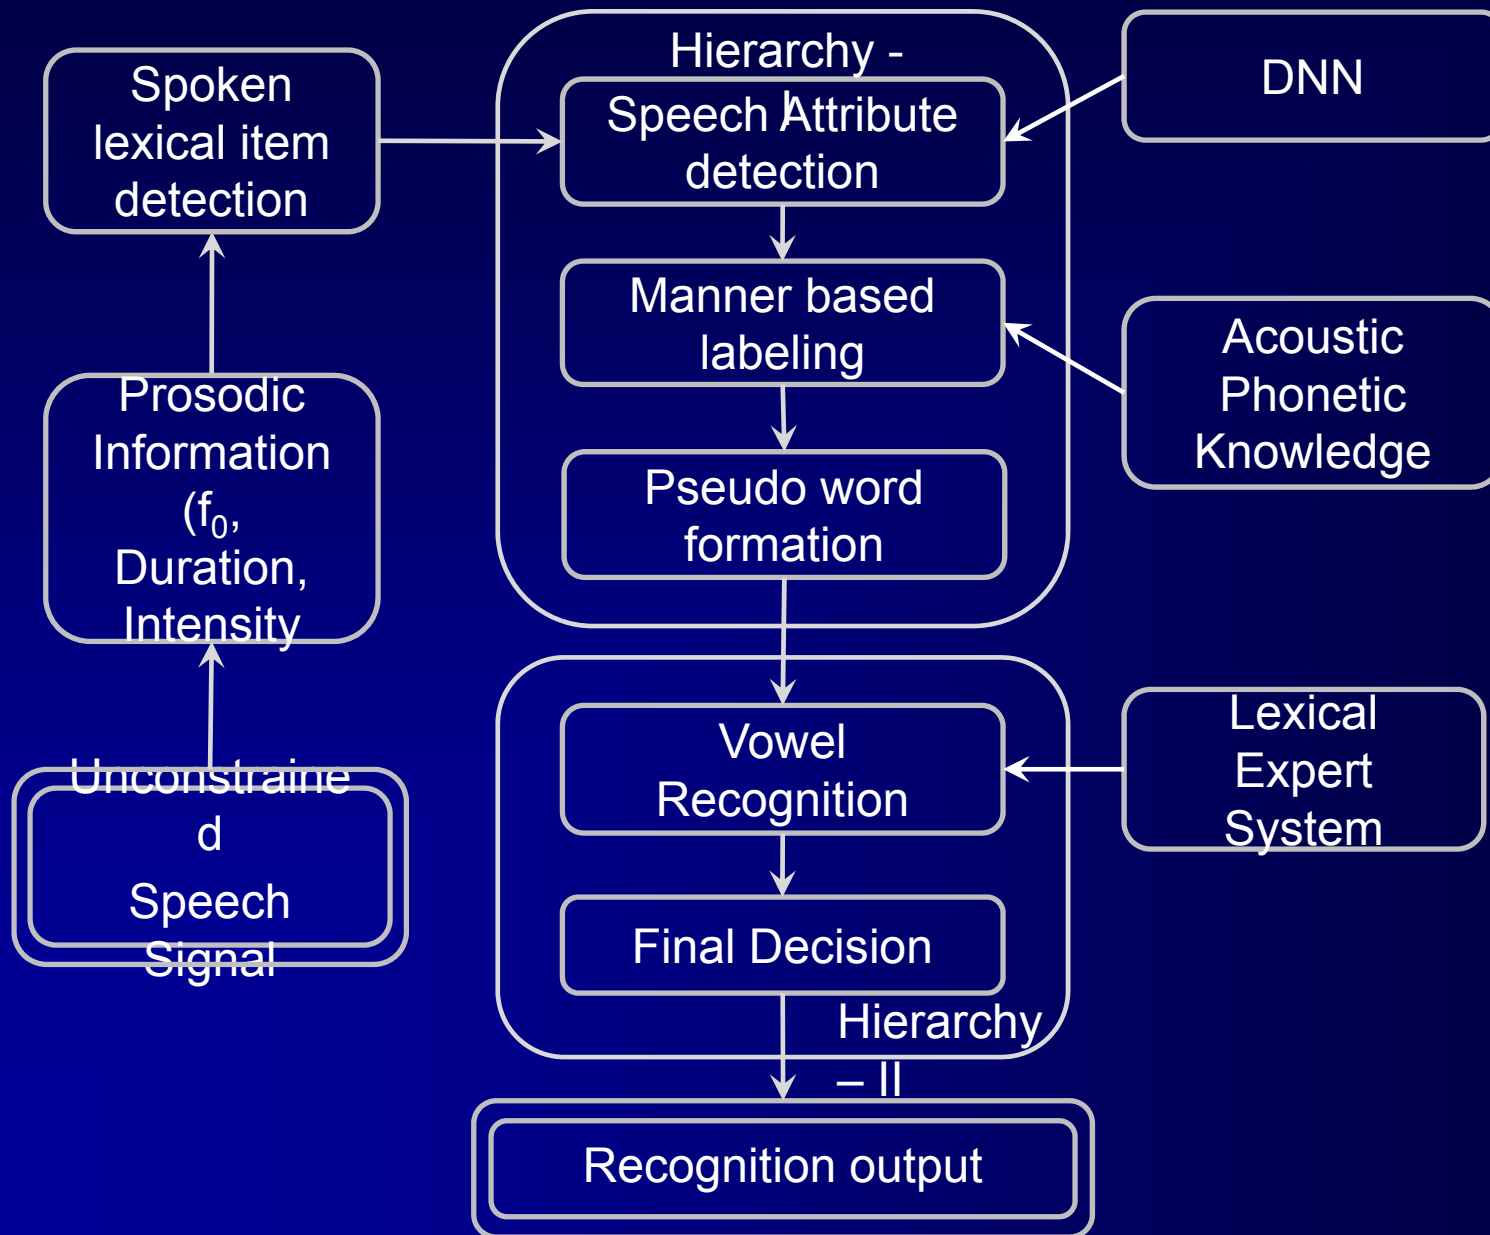 Hierarchy -
I
Spoken
lexical item
detection
Speech Attribute
detection
DNN
Manner based
labeling
Acoustic
Phonetic
Knowledge
Prosodic
Information
(f₀,
Duration,
Intensity
Pseudo word
formation
Vowel
Recognition
Lexical
Expert
System
Unconstraine
d
Speech
Signal
Final Decision
Hierarchy
– II
Recognition output